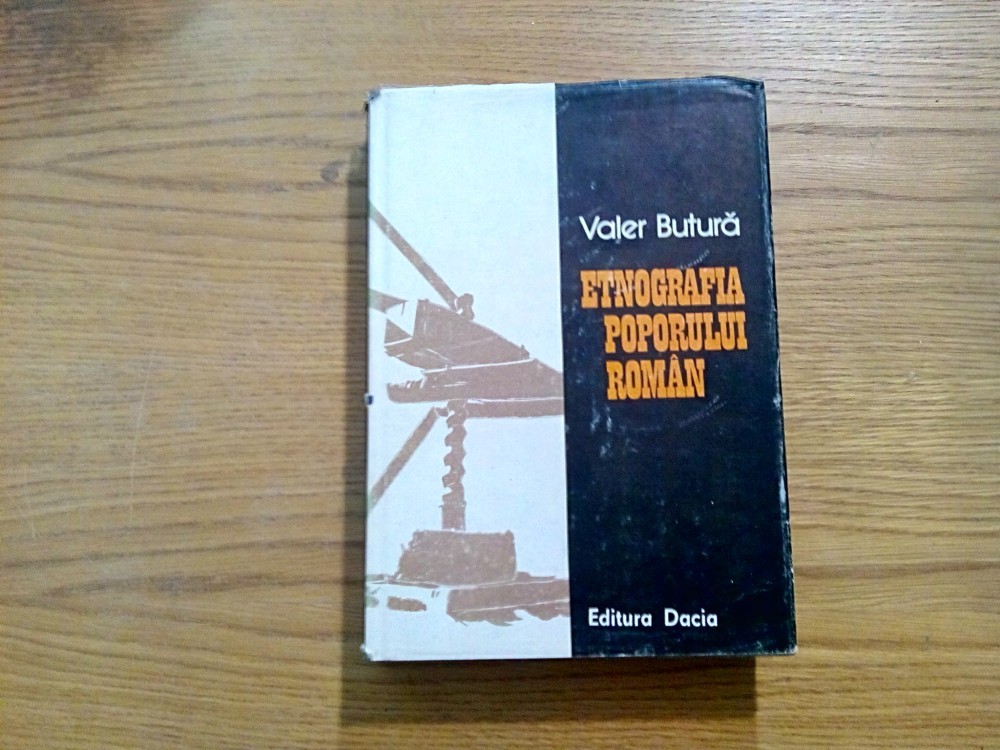 Valer Butură
ETNOGRAFIA
POPORULUI
ROMÂN
Editura Dacia